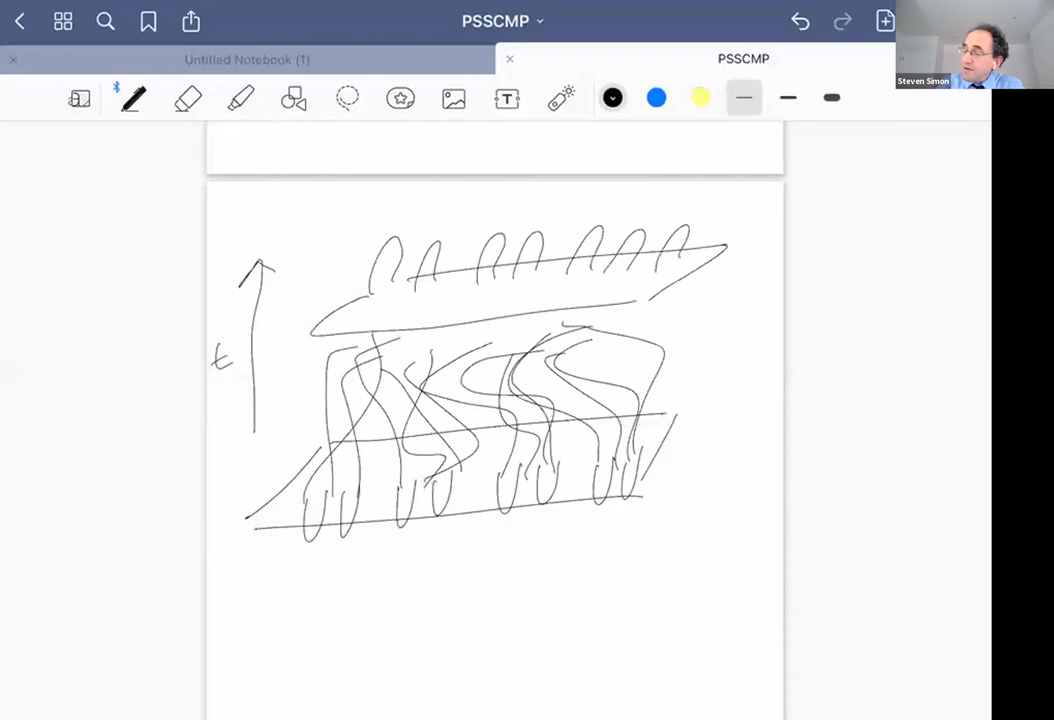 PSSCMP
Untitled Notebook (1)
PSSCMP
Steven Simon
T
t